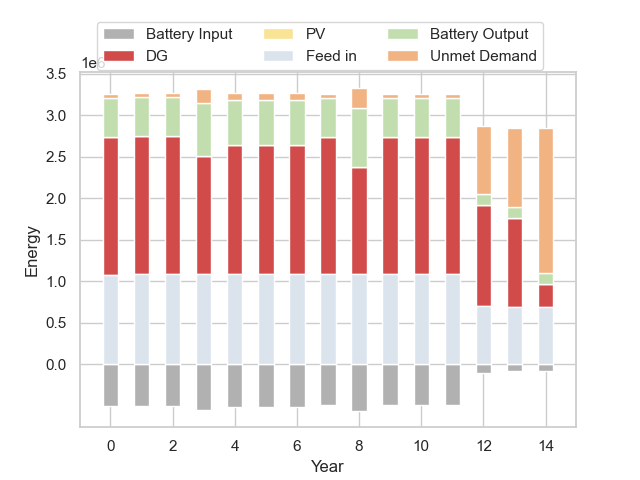 Battery Input PV Battery Output
DG Feed in Unmet Demand
1e6
3.5
3.0
2.5
2.0
1.5
1.0
0.5
0.0
Energy
0 2 4 6 8 10 12 14
Year